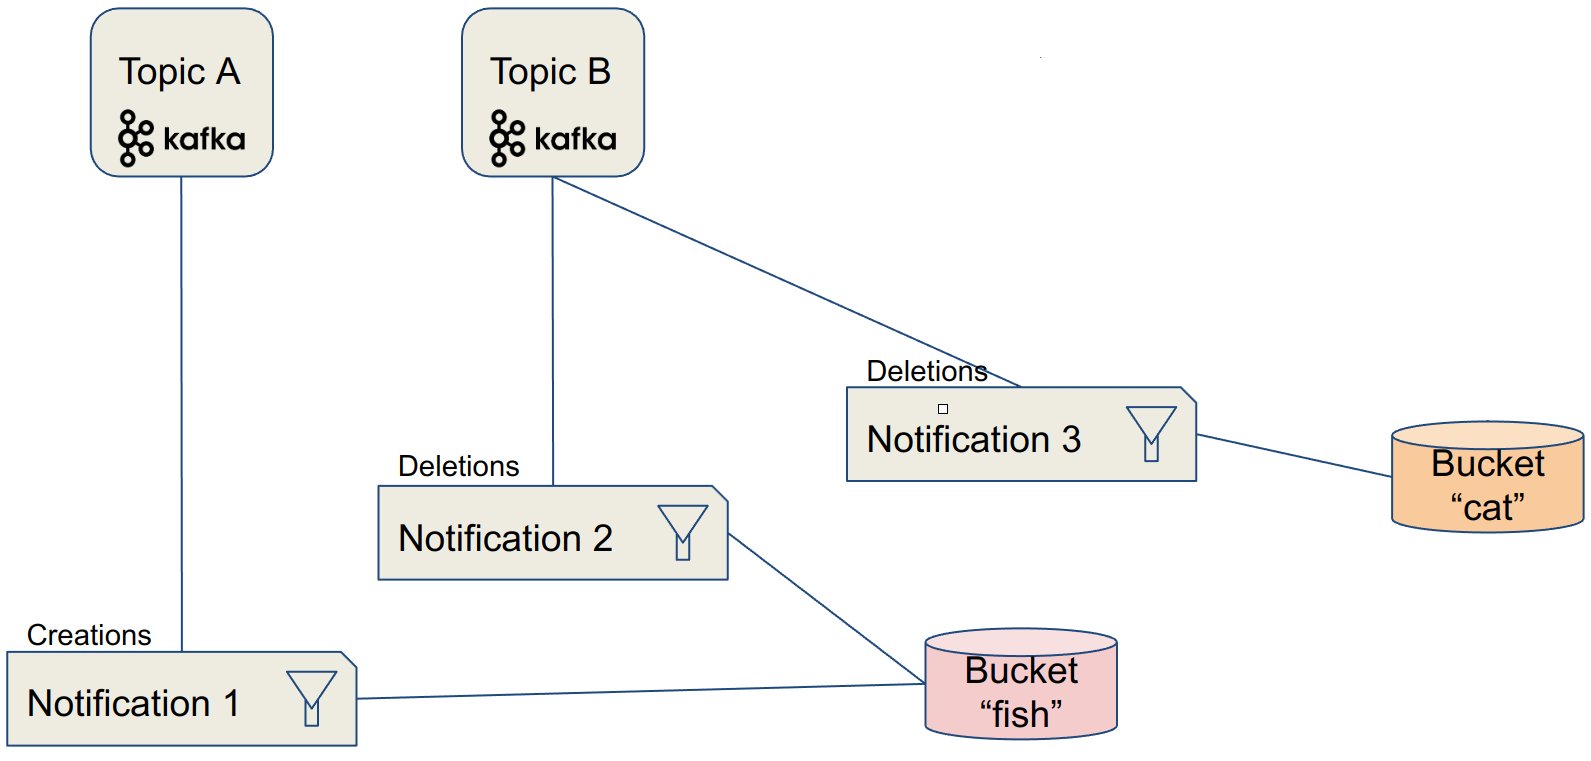 Topic A
kafka
Topic B
kafka
Deletions
Notification 3
Bucket
“cat”
Deletions
Notification 2
Creations
Notification 1
Bucket
“fish”